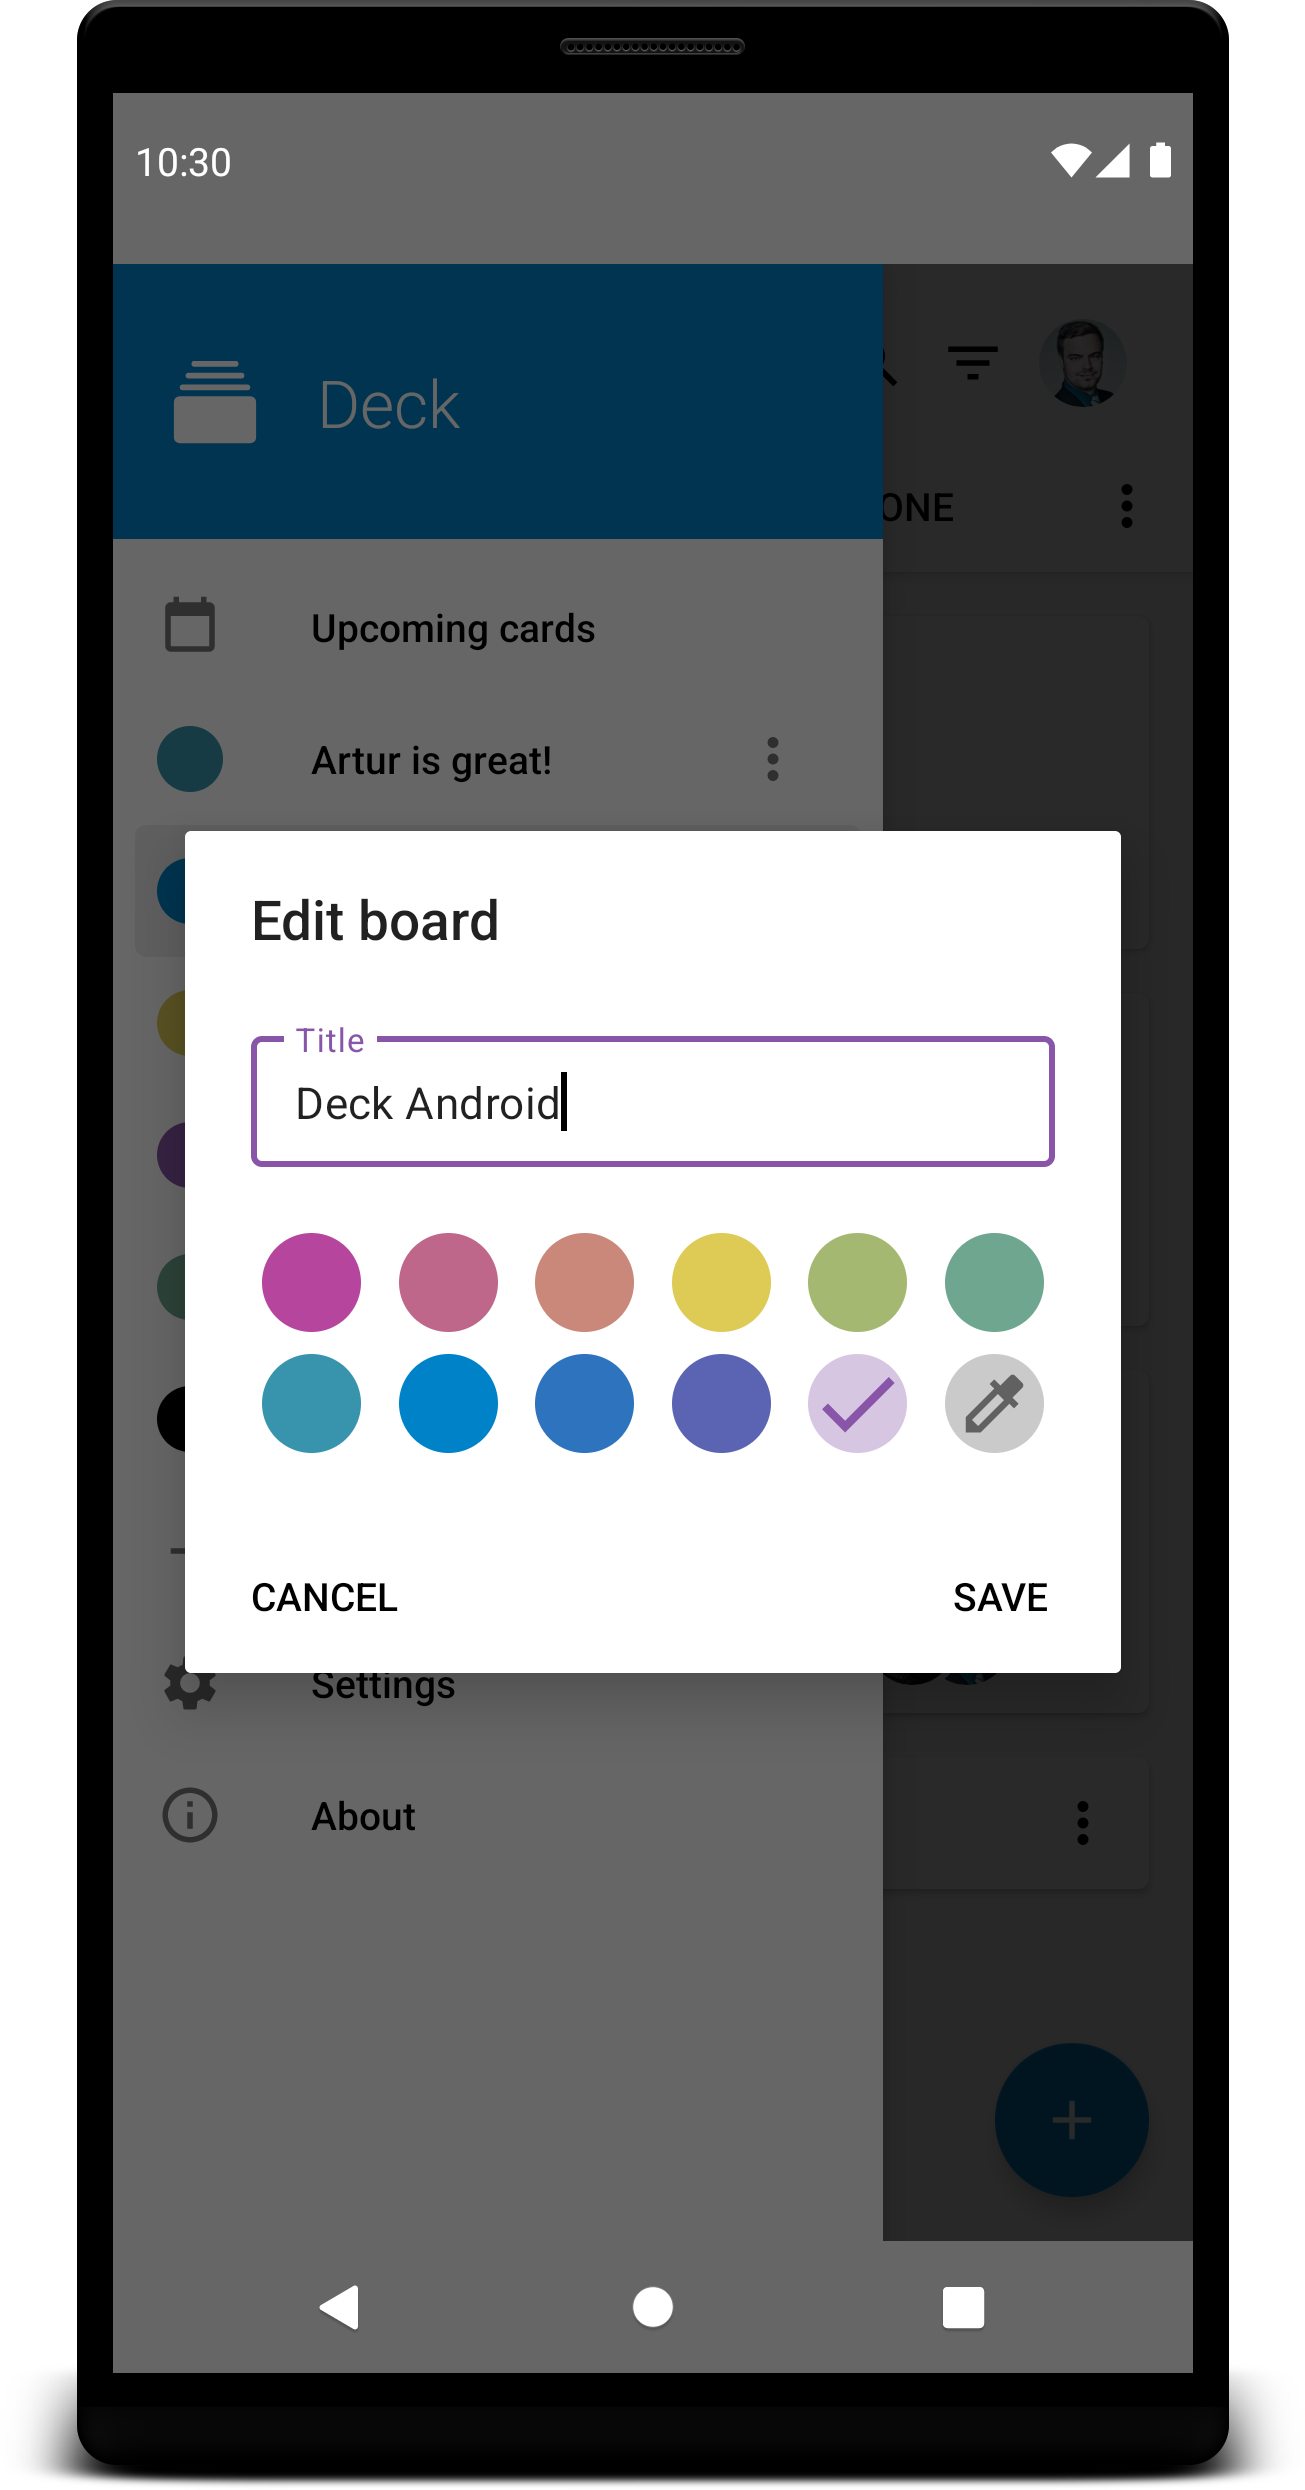 10:30
Deck
ONE
Upcoming cards
Artur is great!
Edit board
Title
Deck Android
CANCEL
SAVE
Settings
About